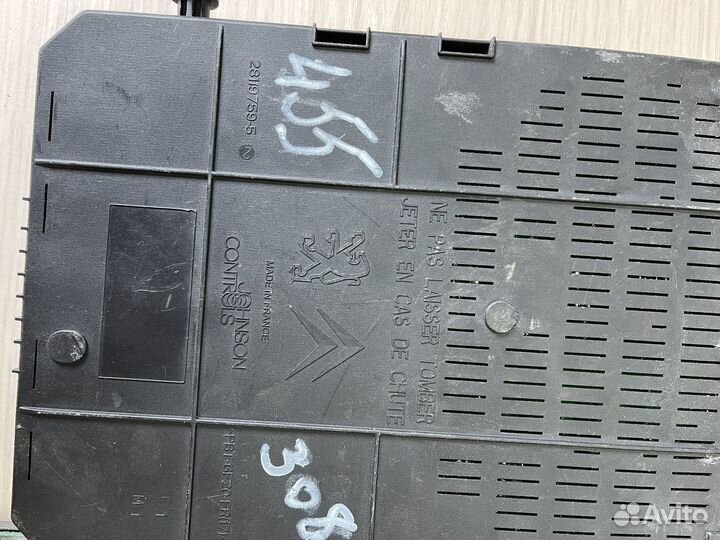 455
28119759-5
2
NE PAS LAISSER TOMBER
JETER EN CAS DE CHUTE
MADE IN FRANCE
JOHNSON
CONTROLS
308
Avito